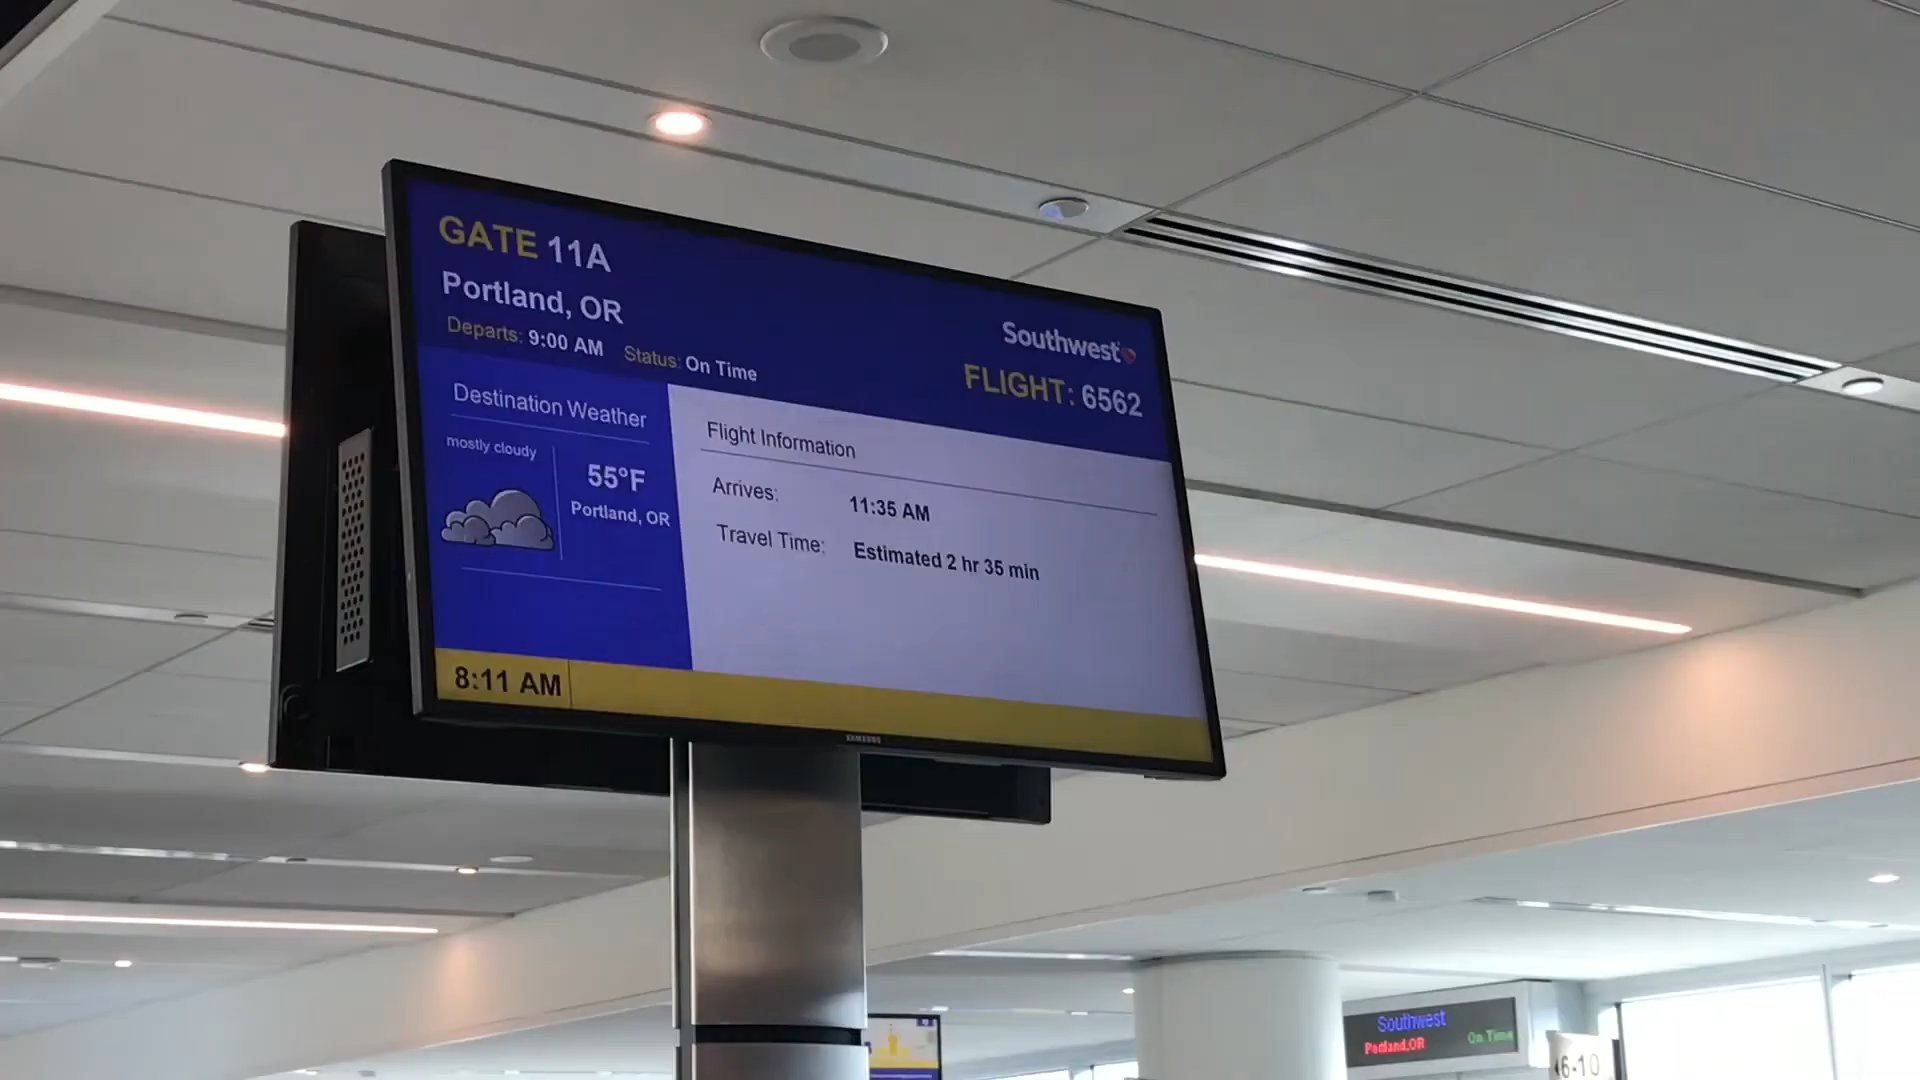 GATE 11A
Portland, OR
Departs: 9:00 AM Status: On Time
Southwest
FLIGHT: 6562
Destination Weather
mostly cloudy
55°F
Portland, OR
Flight Information
Arrives: 11:35 AM
Travel Time: Estimated 2 hr 35 min
8:11 AM
SAMSUNG
Southwest
Portland,OR On Time
6-10